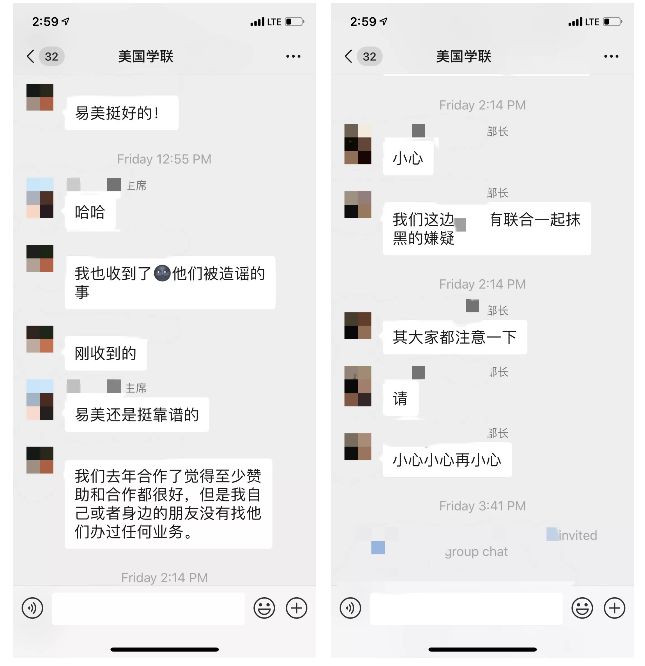 2:59
LTE
32
美国学联
易美挺好的！
Friday 12:55 PM
主席
哈哈
我也收到了🌚他们被造谣的
事
刚收到的
主席
易美还是挺靠谱的
我们去年合作了觉得至少赞
助和合作都很好，但是我自
己或者身边的朋友没有找他
们办过任何业务。
Friday 2:14 PM
2:59
LTE
32
美国学联
Friday 2:14 PM
部长
小心
部长
我们这边 有联合一起抹
黑的嫌疑
Friday 2:14 PM
部长
其大家都注意一下
部长
请
部长
小心小心再小心
Friday 3:41 PM
invited
group chat